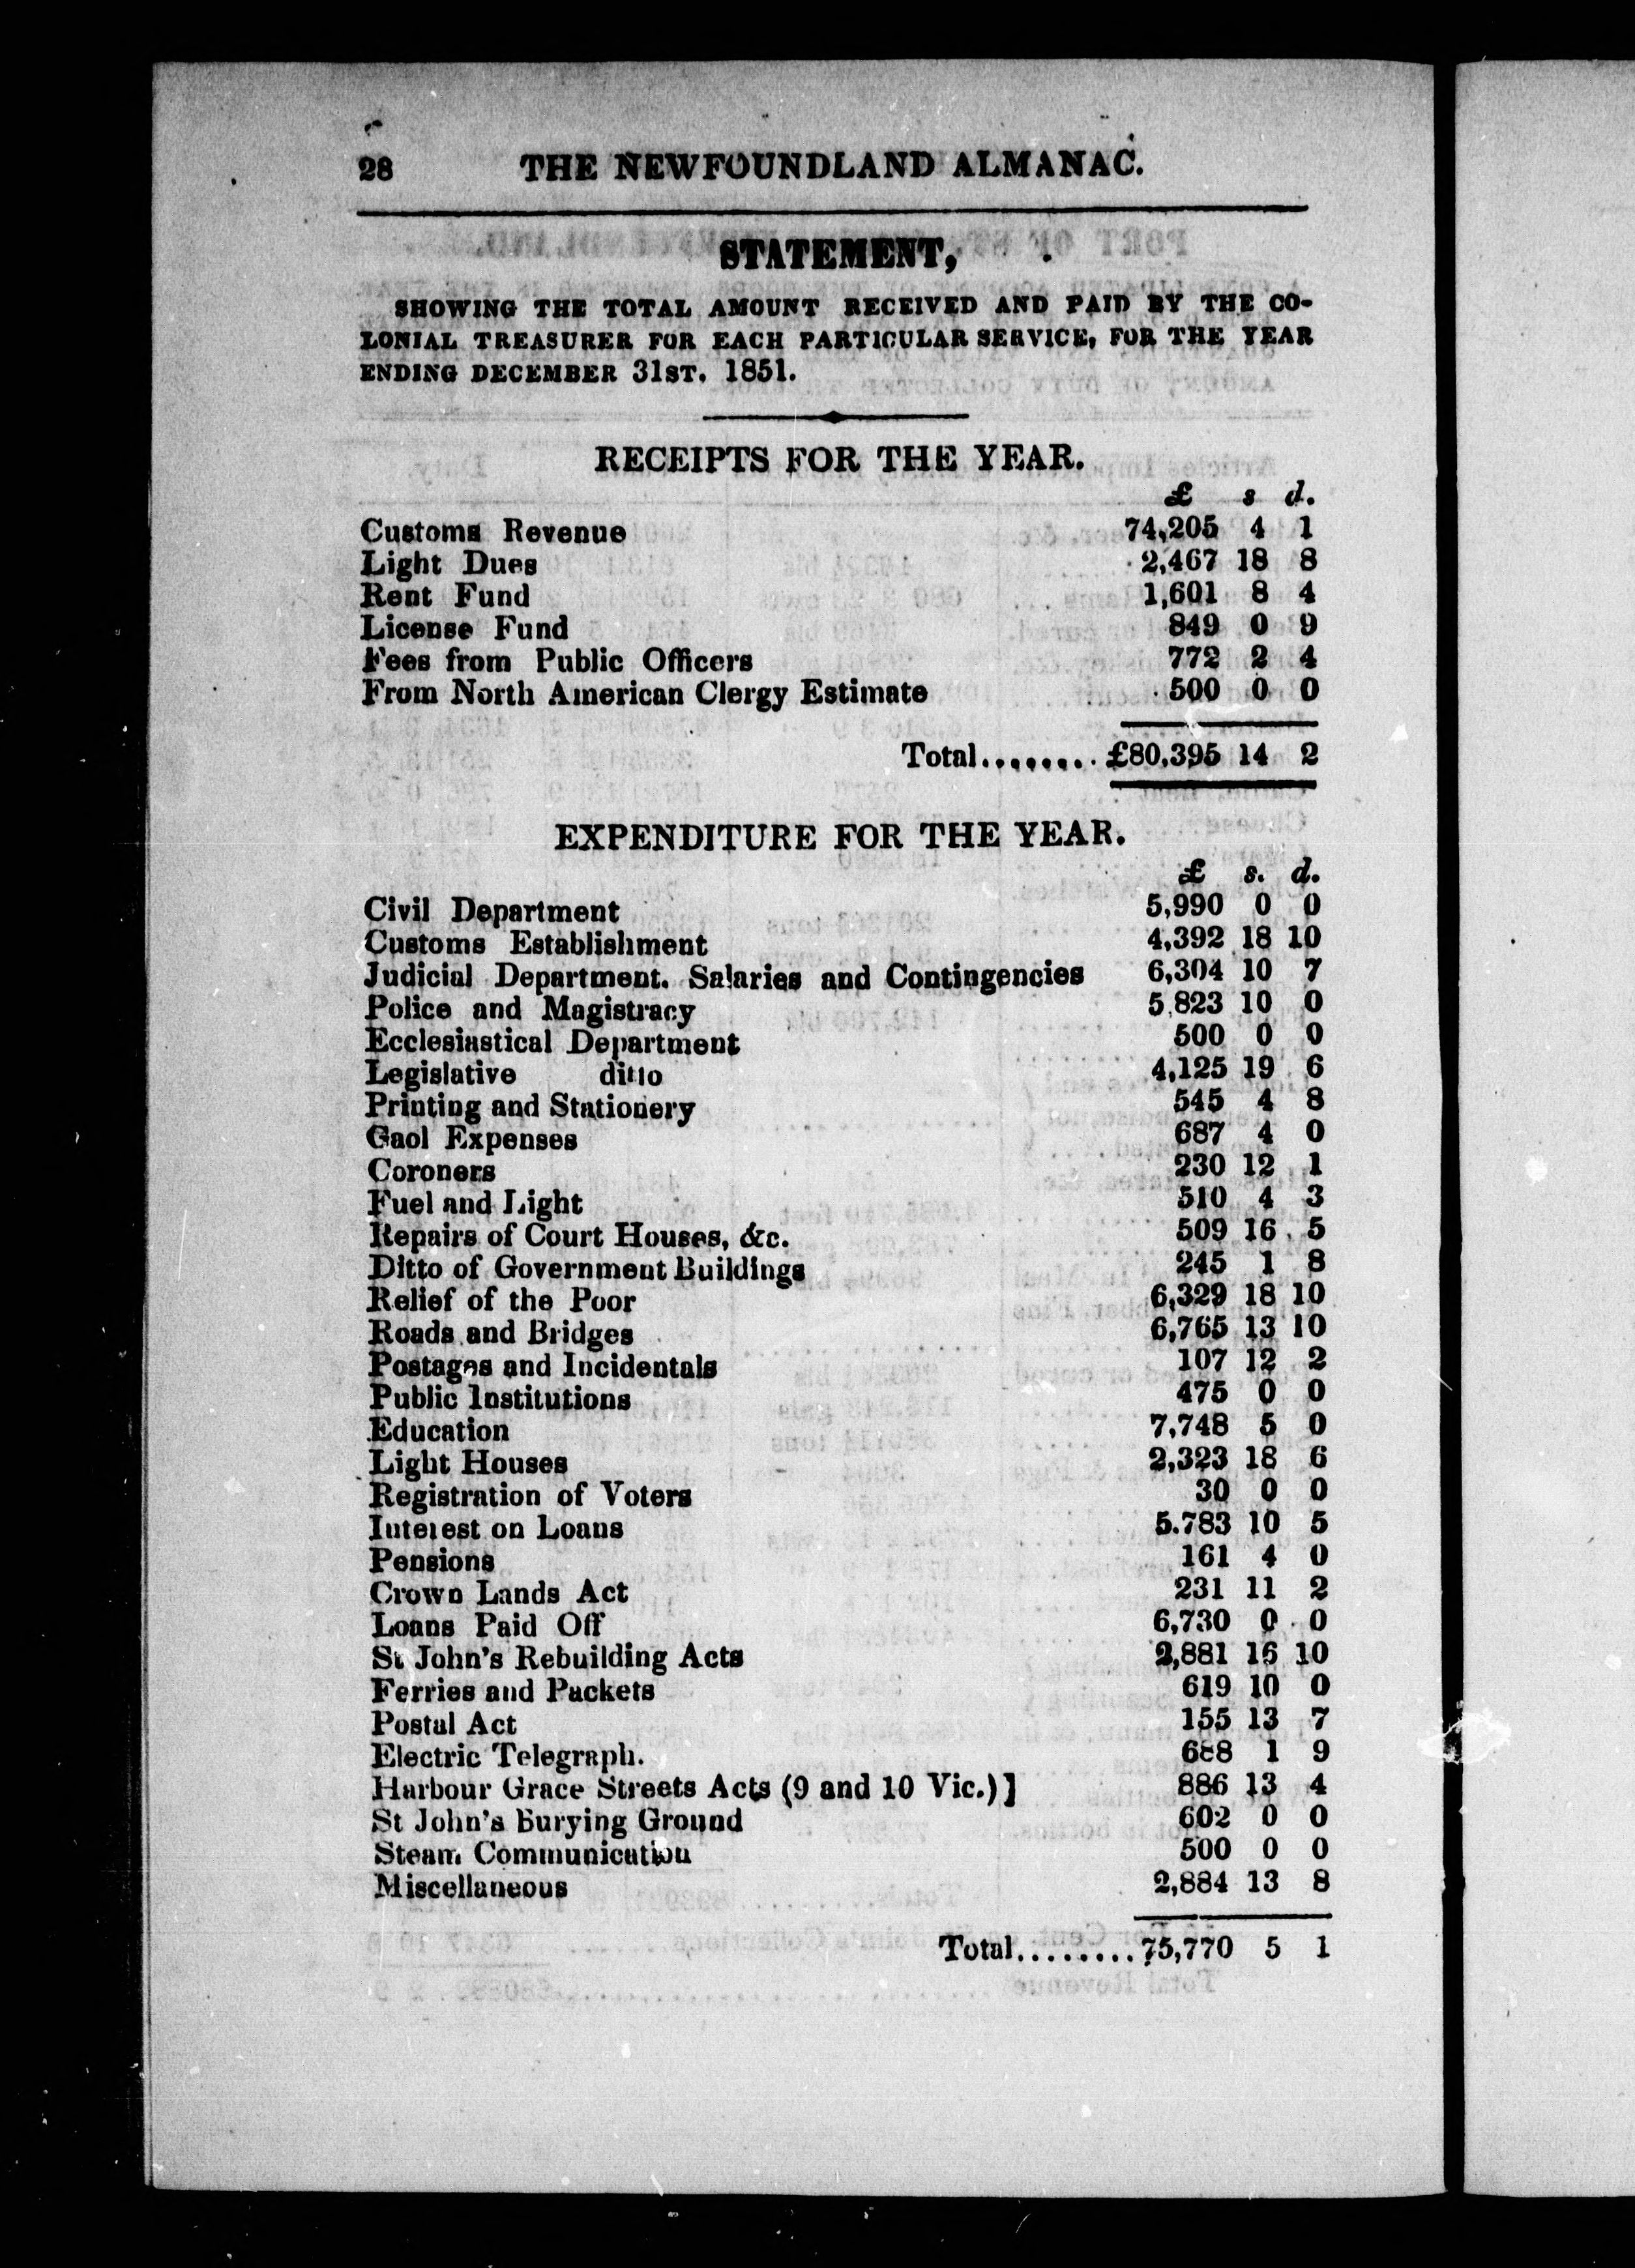 28 THE NEWFOUNDLAND ALMANAC.
STATEMENT,
SHOWING THE TOTAL AMOUNT RECEIVED AND PAID BY THE CO-
LONIAL TREASURER FOR EACH PARTICULAR SERVICE, FOR THE YEAR
ENDING DECEMBER 31ST. 1851.
RECEIPTS FOR THE YEAR.
£ s d.
Customs Revenue 74,205 4 1
Light Dues 2,467 18 8
Rent Fund 1,601 8 4
License Fund 849 0 9
Fees from Public Officers 772 2 4
From North American Clergy Estimate 500 0 0
Total........ £80,395 14 2
EXPENDITURE FOR THE YEAR.
£ s. d.
Civil Department 5,990 0 0
Customs Establishment 4,392 18 10
Judicial Department. Salaries and Contingencies 6,304 10 7
Police and Magistracy 5,823 10 0
Ecclesiastical Department 500 0 0
Legislative ditto 4,125 19 6
Printing and Stationery 545 4 8
Gaol Expenses 687 4 0
Coroners 230 12 1
Fuel and Light 510 4 3
Repairs of Court Houses, &c. 509 16 5
Ditto of Government Buildings 245 1 8
Relief of the Poor 6,329 18 10
Roads and Bridges 6,765 13 10
Postages and Incidentals 107 12 2
Public Institutions 475 0 0
Education 7,748 5 0
Light Houses 2,323 18 6
Registration of Voters 30 0 0
Interest on Loans 5.783 10 5
Pensions 161 4 0
Crown Lands Act 231 11 2
Loans Paid Off 6,730 0 0
St John's Rebuilding Acts 2,881 16 10
Ferries and Packets 619 10 0
Postal Act 155 13 7
Electric Telegraph. 688 1 9
Harbour Grace Streets Acts (9 and 10 Vic.)] 886 13 4
St John's Burying Ground 602 0 0
Steam Communication 500 0 0
Miscellaneous 2,884 13 8
Total........75,770 5 1